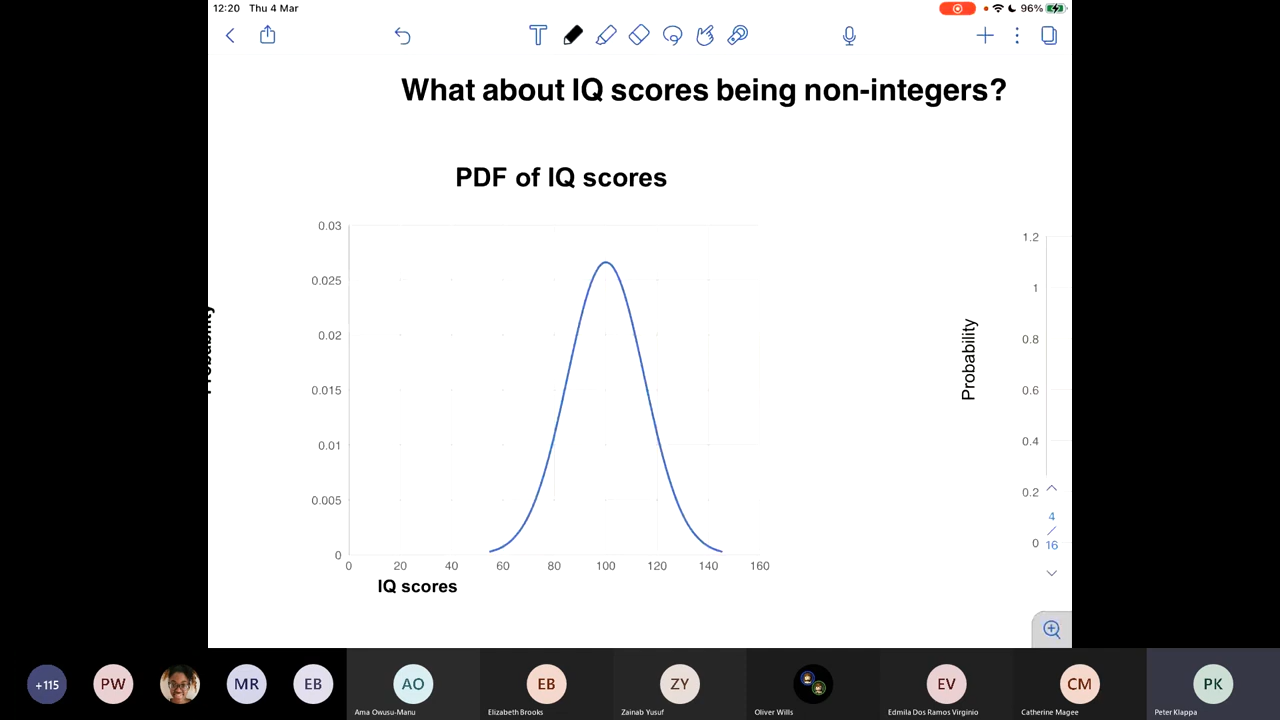 12:20 Thu 4 Mar
96%
What about IQ scores being non-integers?
PDF of IQ scores
Probability
0.03
0.025
0.02
0.015
0.01
0.005
0
0 20 40 60 80 100 120 140 160
IQ scores
Probability
1.2
1
0.8
0.6
0.4
0.2
0
4
/
16
+115
PW
MR
EB
AO
Ama Owusu-Manu
EB
Elizabeth Brooks
ZY
Zainab Yusuf
Oliver Wills
EV
Edmila Dos Ramos Virginio
CM
Catherine Magee
PK
Peter Klappa